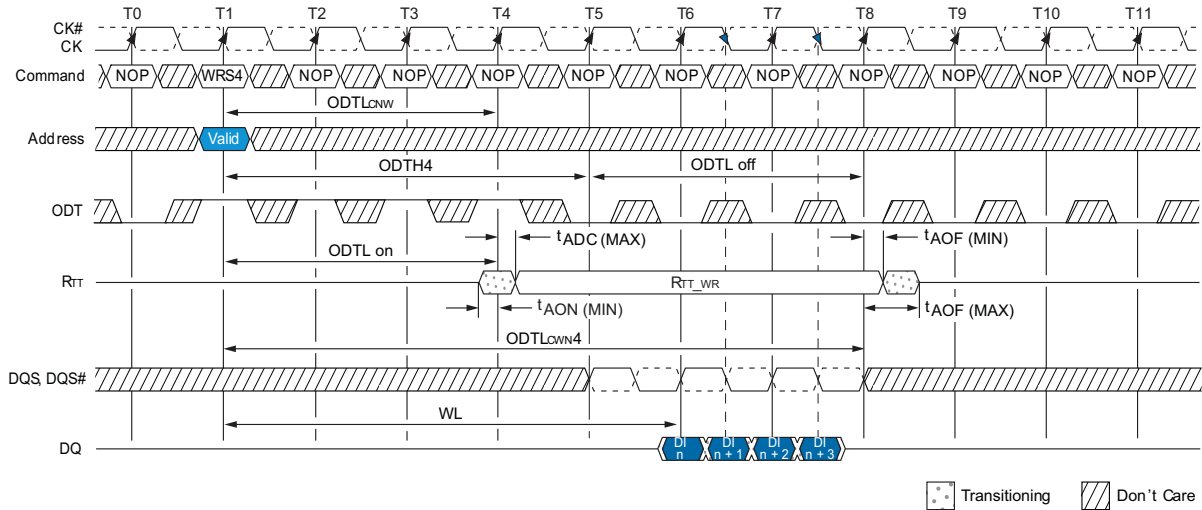 T0 T1 T2 T3 T4 T5 T6 T7 T8 T9 T10 T11
CK#
CK
Command NOP WRS4 NOP NOP NOP NOP NOP NOP NOP NOP NOP NOP
ODTLCNW
Address Valid
ODTH4 ODTL off
ODT
tADC (MAX) tAOF (MIN)
ODTL on
RTT RTT_WR
tAON (MIN) tAOF (MAX)
ODTLCWN4
DQS, DQS#
WL
DQ DI n DI n + 1 DI n + 2 DI n + 3
Transitioning Don't Care